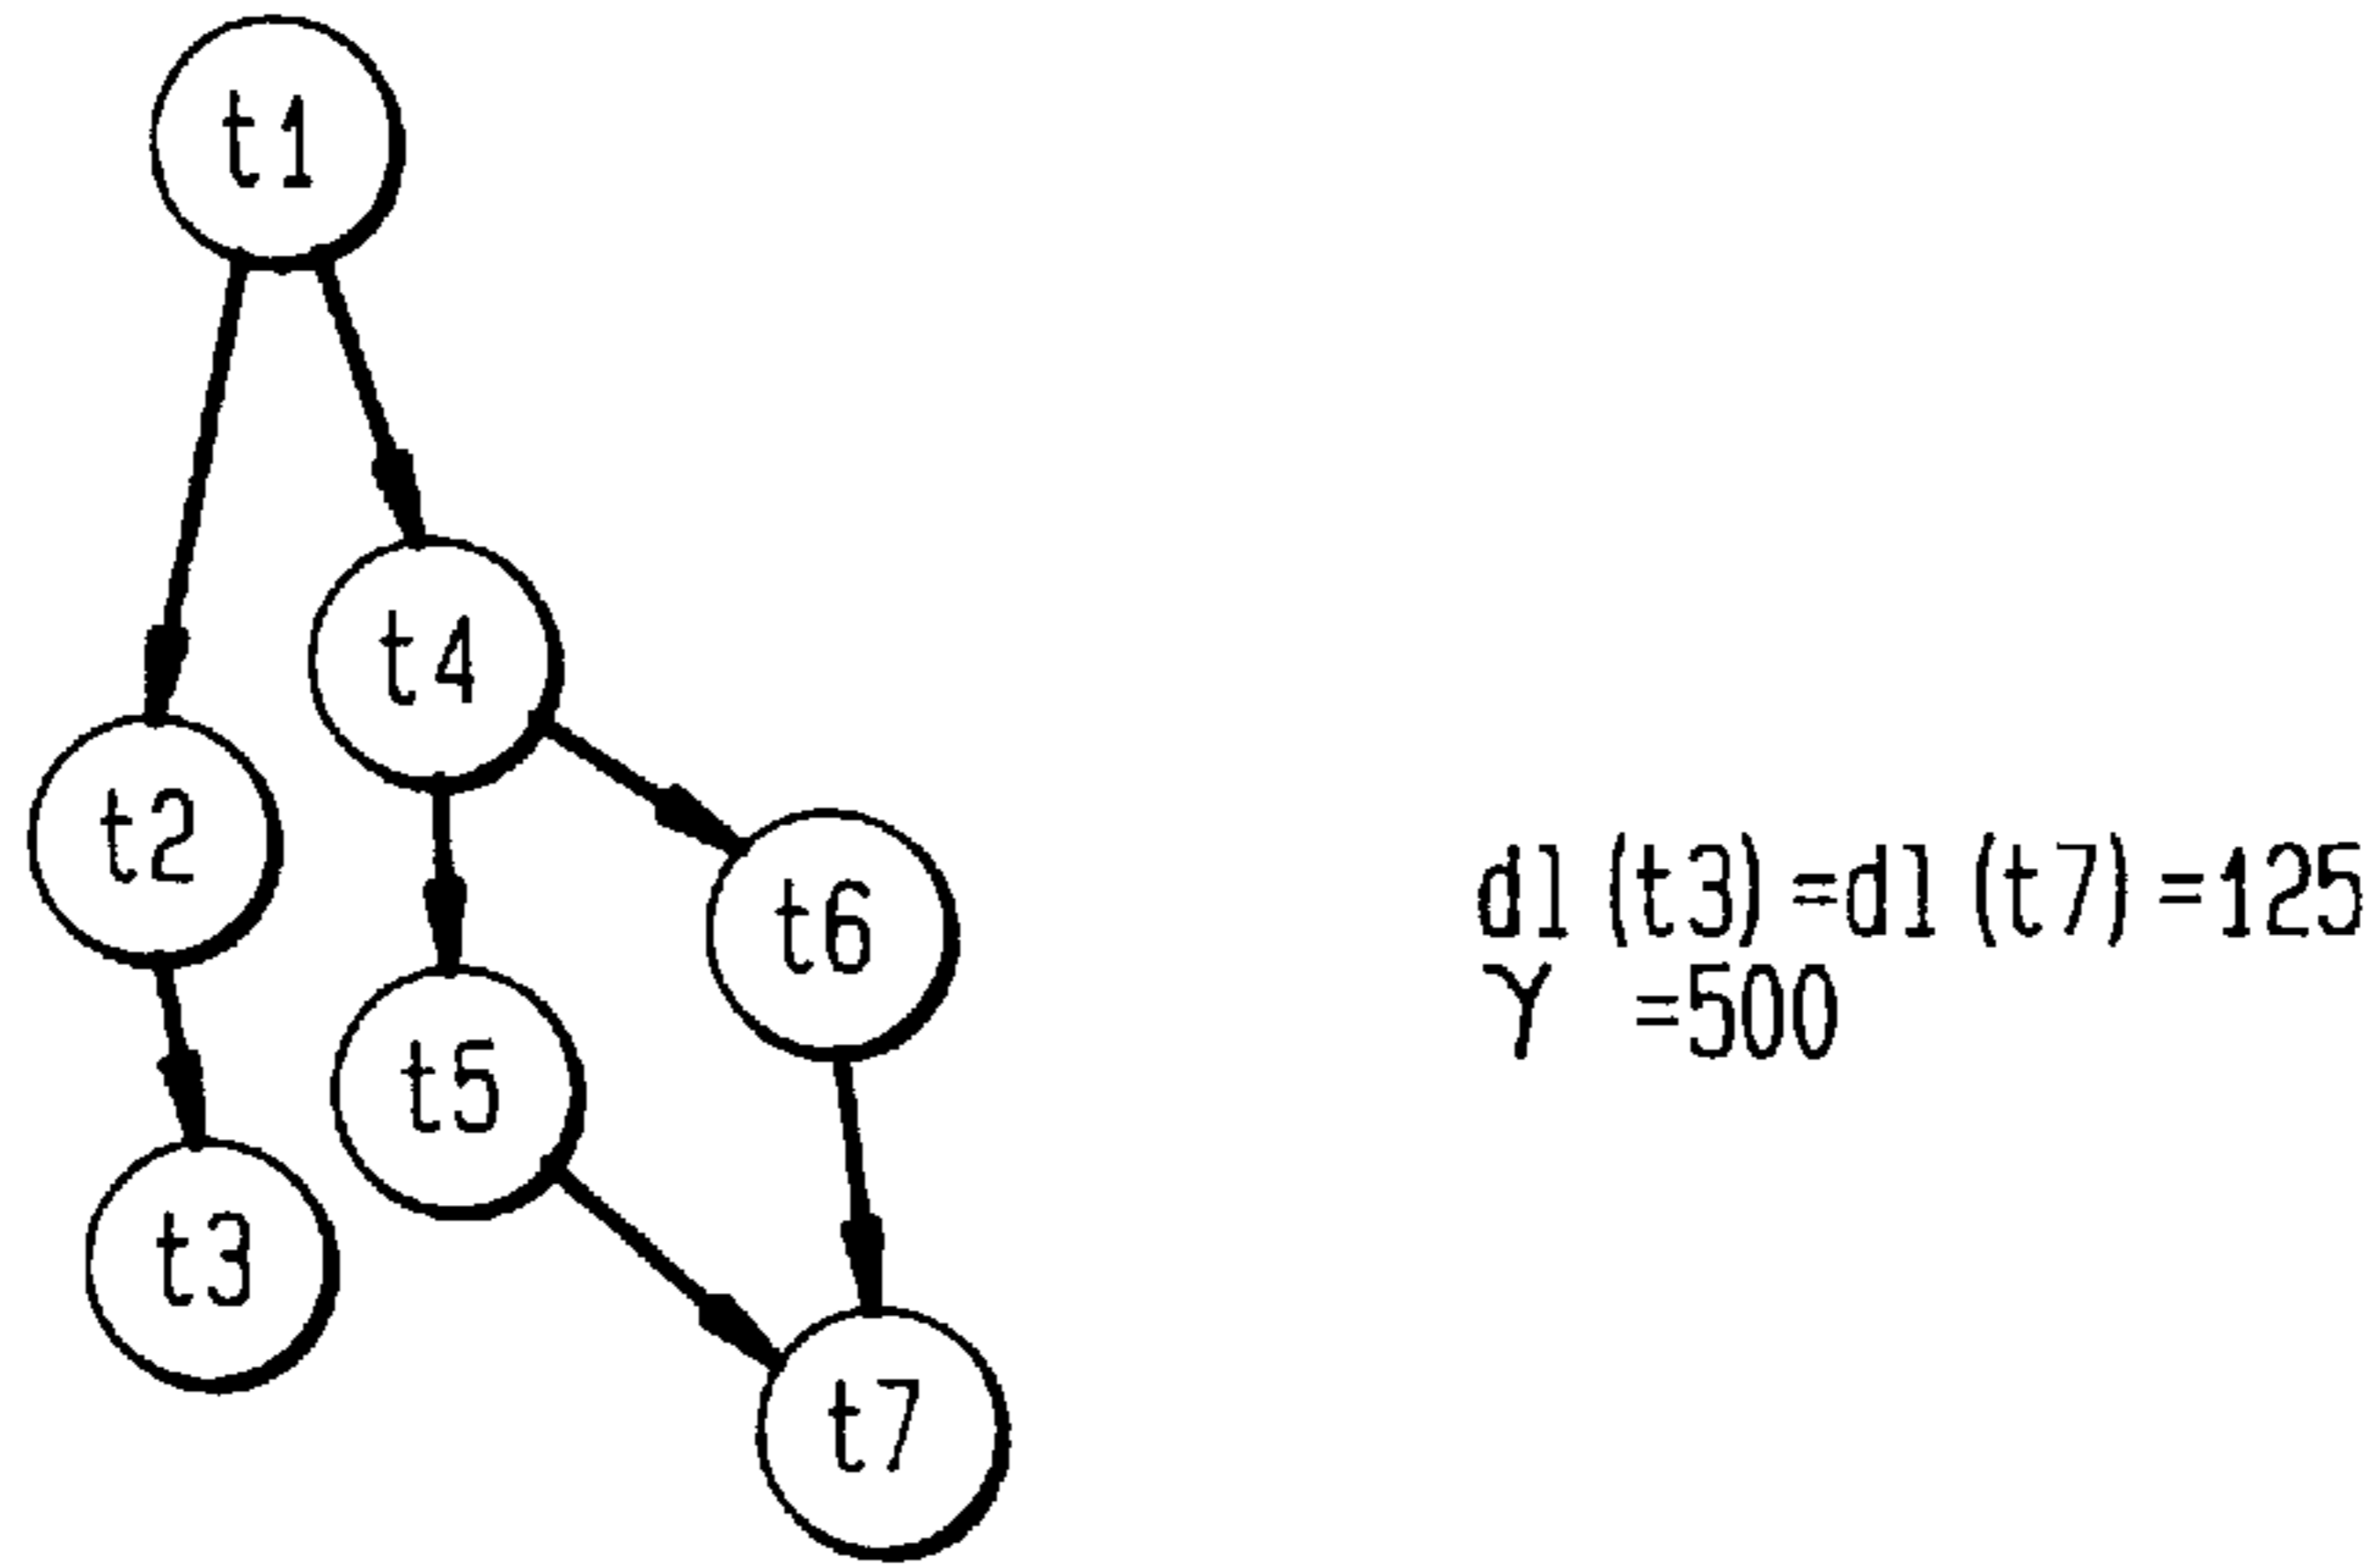 t1
t4
t2
t6
dl(t3)=dl(t7)=125
γ =500
t5
t3
t7